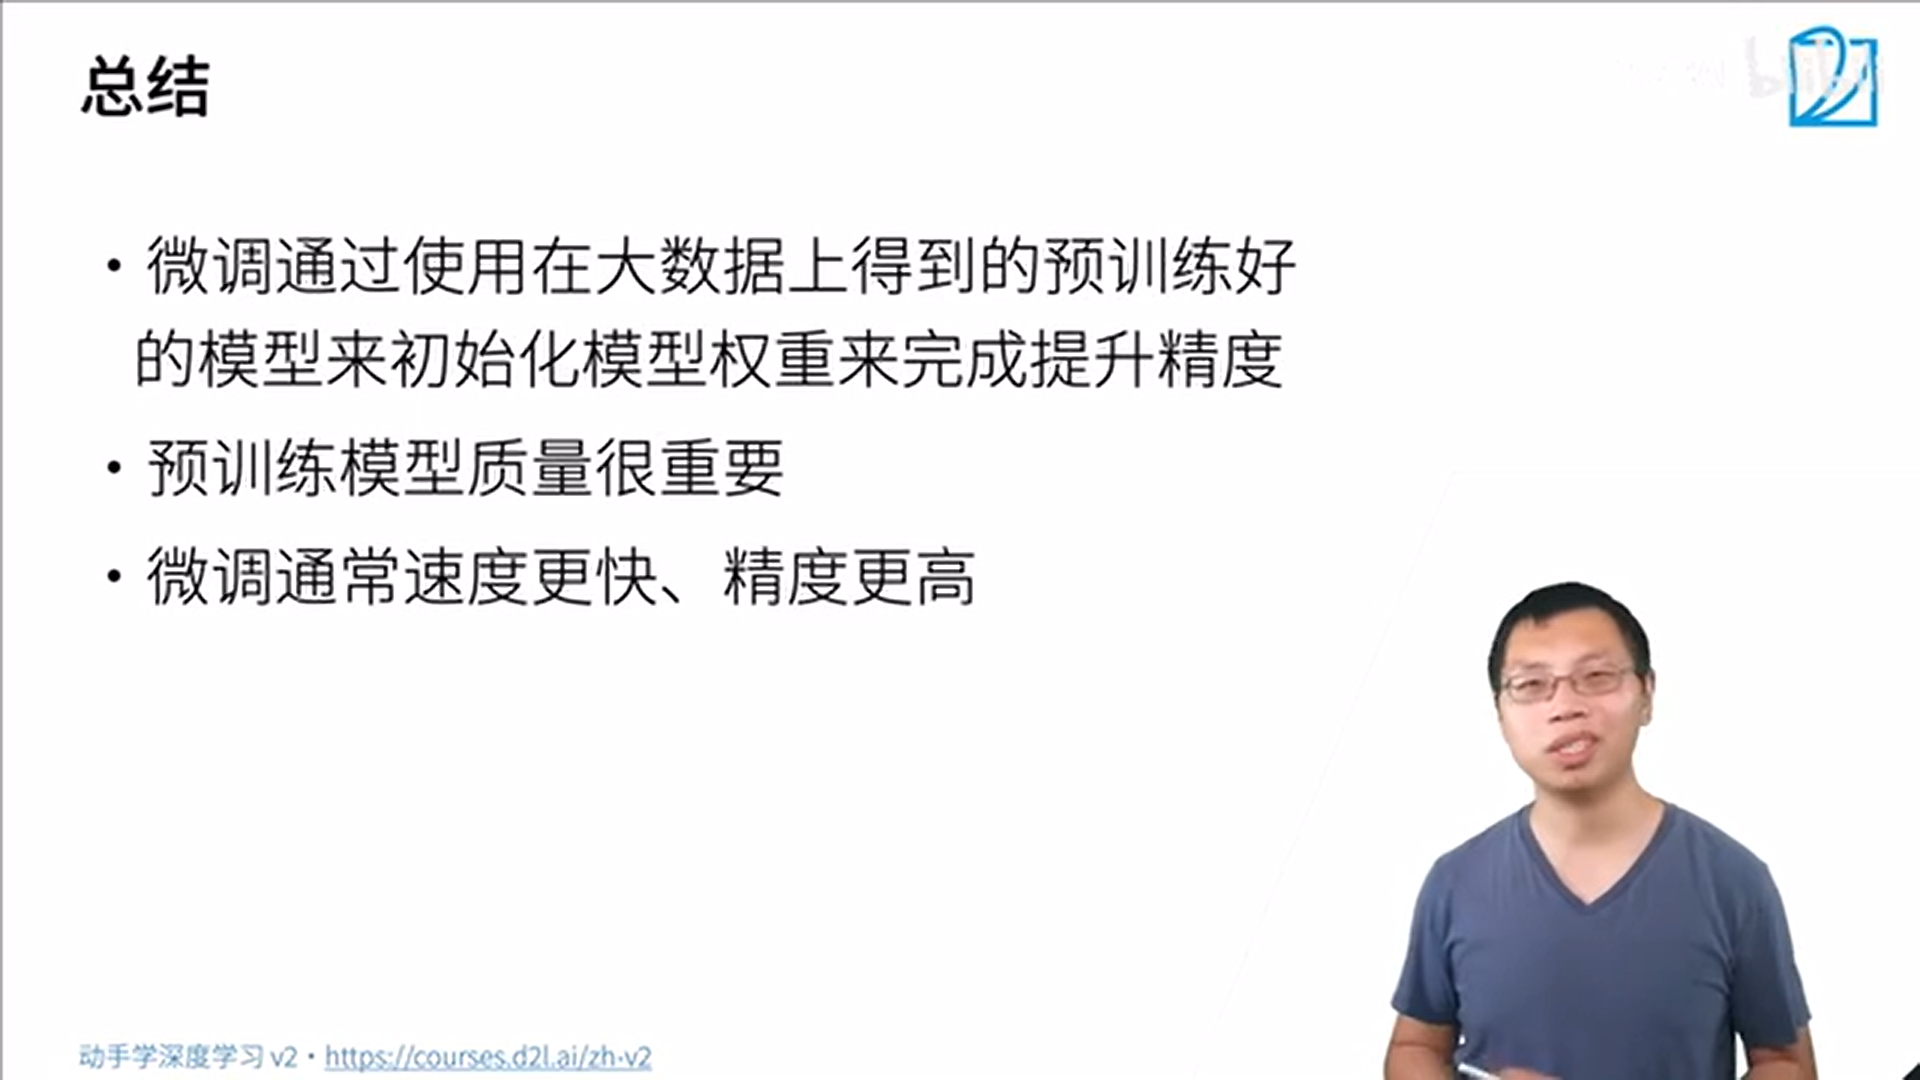 总结
• 微调通过使用在大数据上得到的预训练好
的模型来初始化模型权重来完成提升精度
• 预训练模型质量很重要
• 微调通常速度更快、精度更高
动手学深度学习 v2 • https://courses.d2l.ai/zh-v2